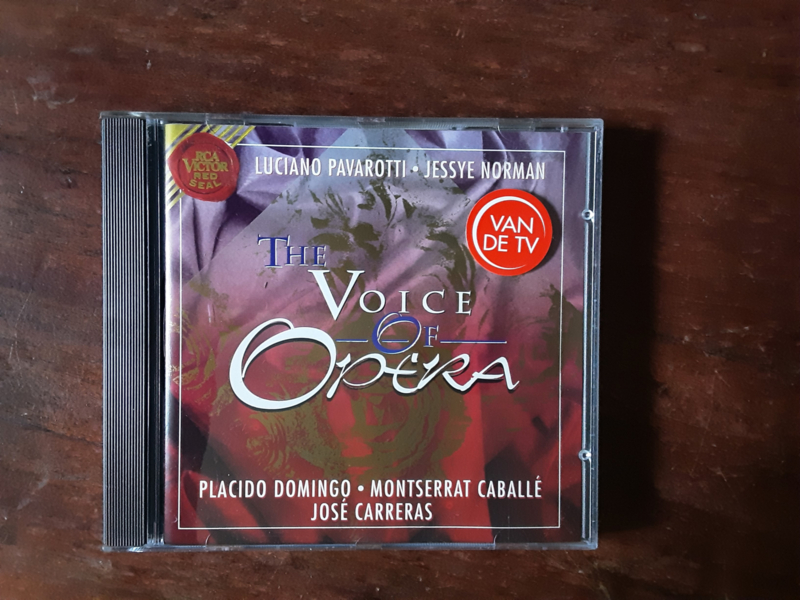 RCA
VICTOR
RED
SEAL
LUCIANO PAVAROTTI • JESSYE NORMAN
VAN
DE TV
THE
VOICE
OF
OPERA
PLACIDO DOMINGO • MONTSERRAT CABALLÉ
JOSÉ CARRERAS